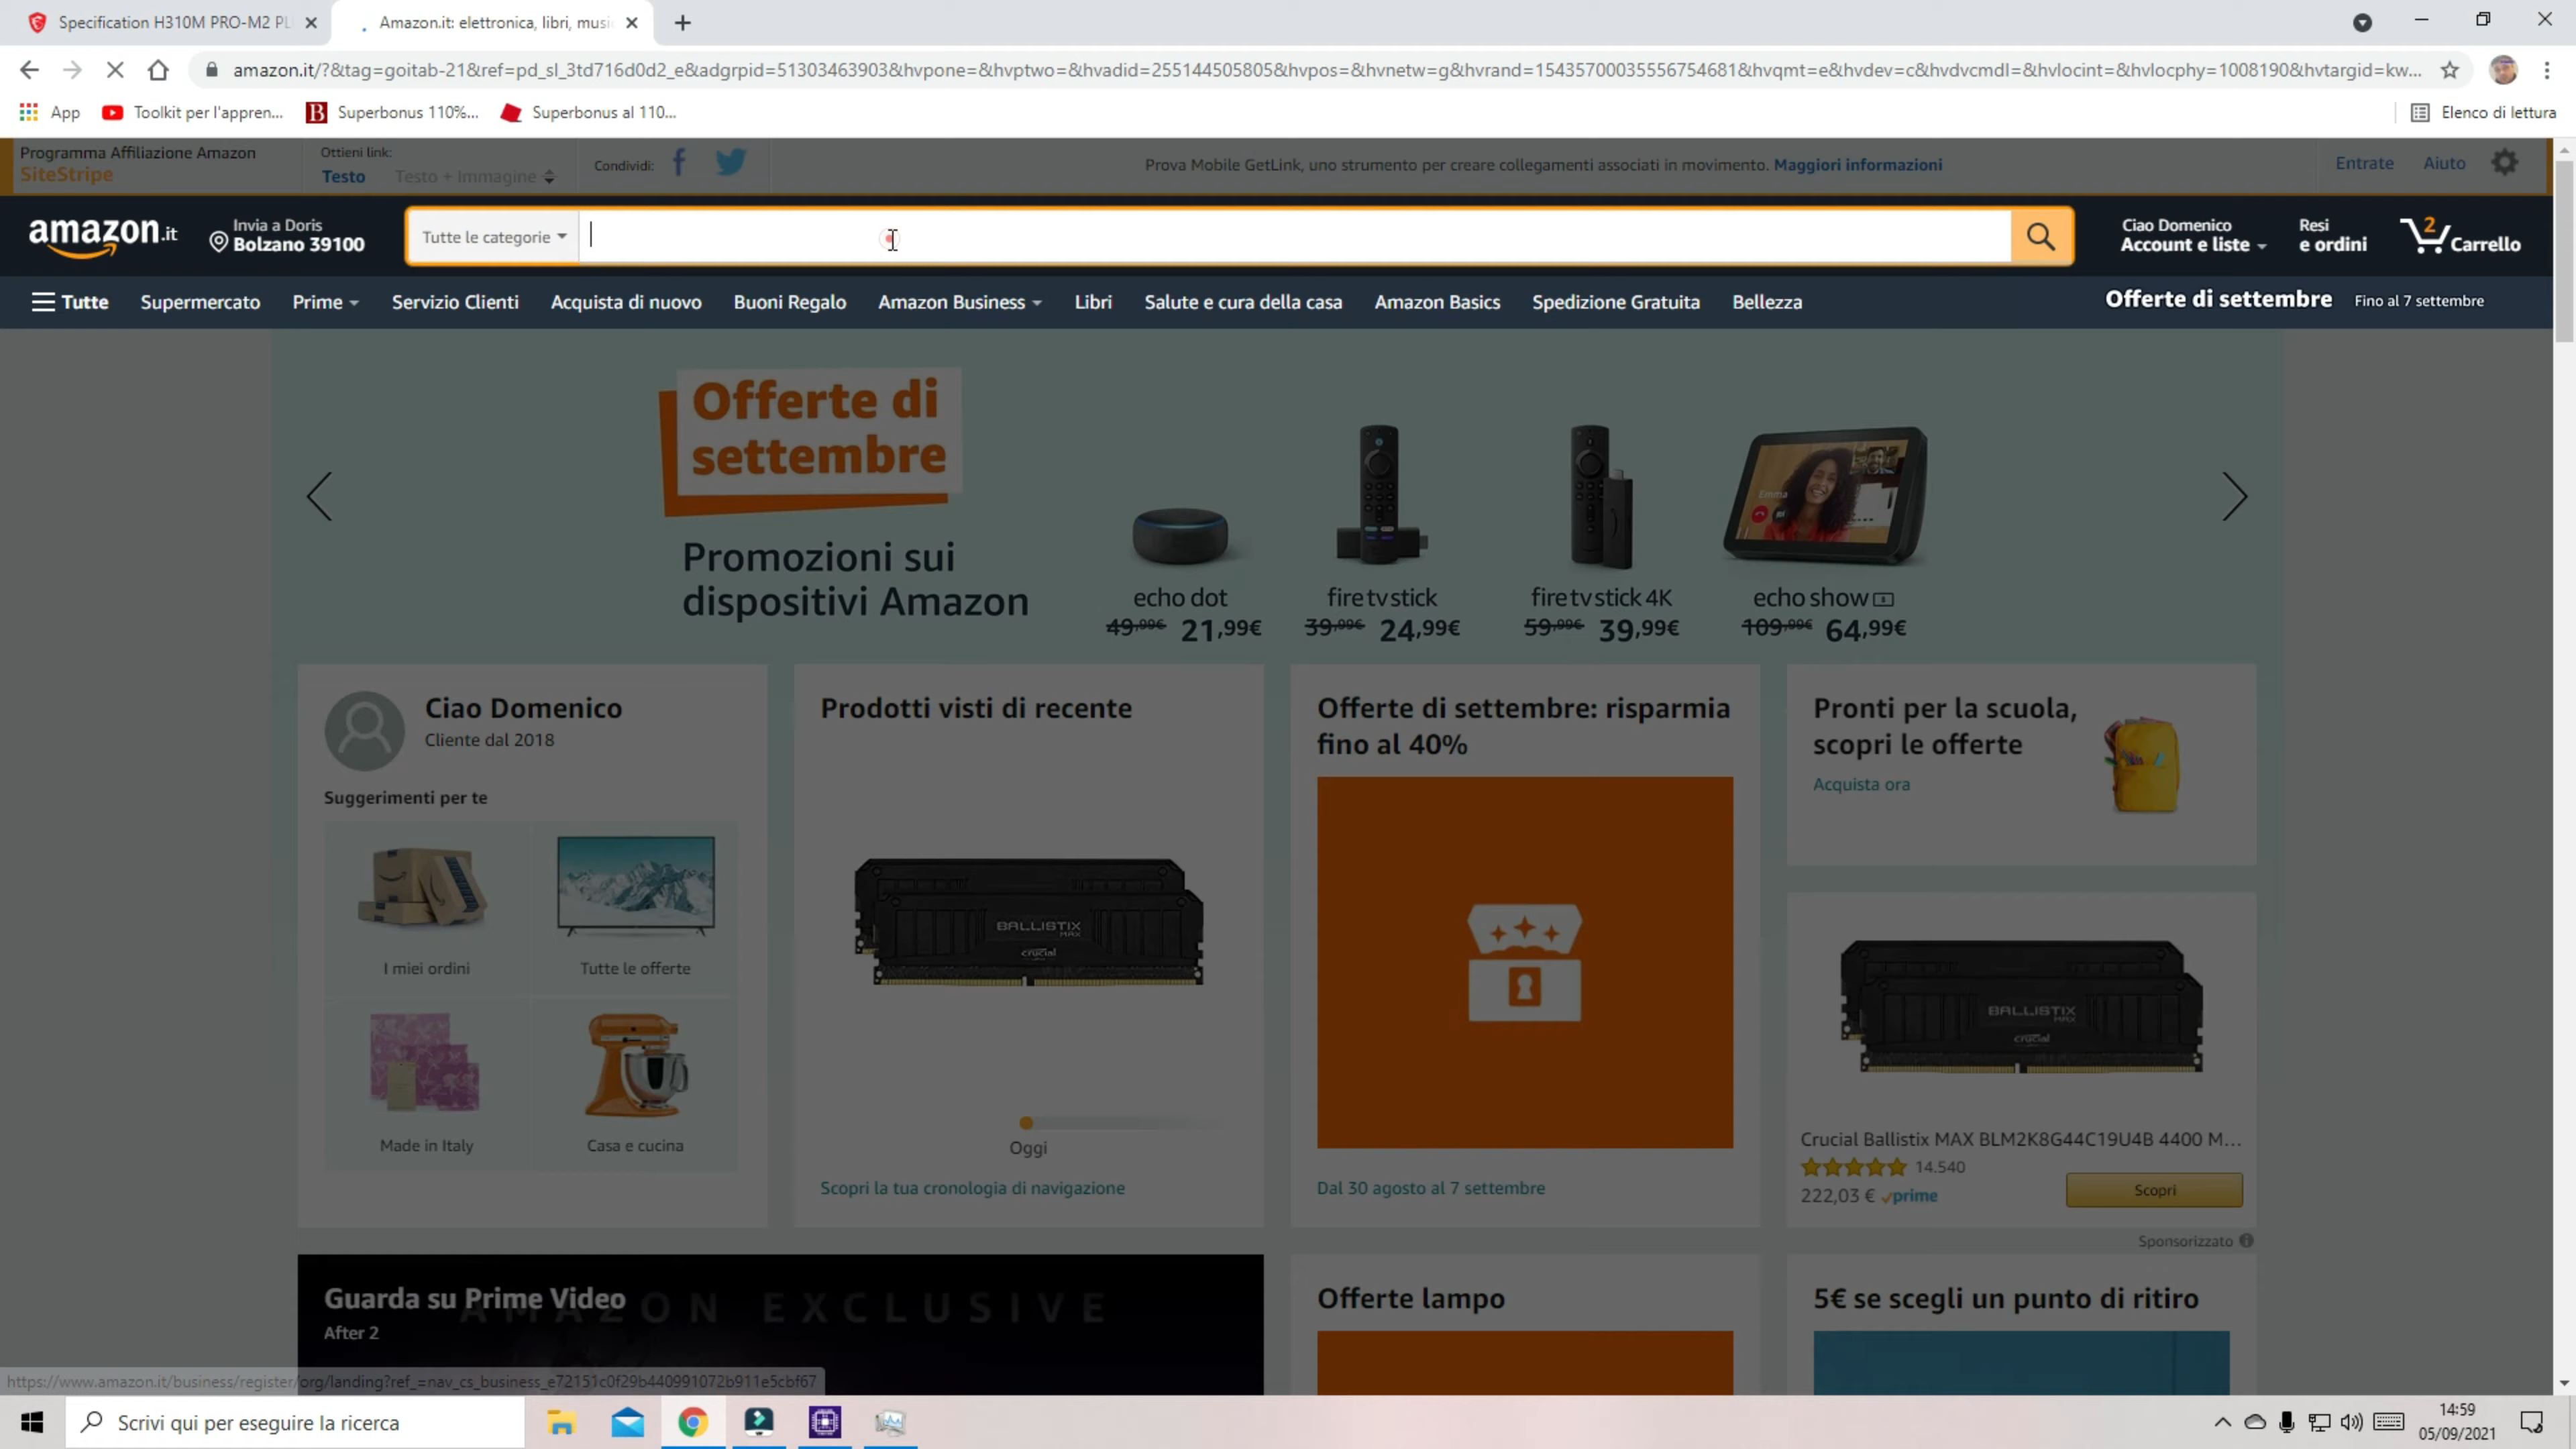 Specification H310M PRO-M2 PL
Amazon.it: elettronica, libri, musi
amazon.it/?&tag=goitab-21&ref=pd_sl_3td716d0d2_e&adgrpid=51303463903&hvpone=&hvptwo=&hvadid=255144505805&hvpos=&hvnetw=g&hvrand=15435700035556754681&hvqmt=e&hvdev=c&hvdvcmdl=&hvlocint=&hvlocphy=1008190&hvtargid=kw...
App
Toolkit per l'appren...
B Superbonus 110%...
Superbonus al 110...
Elenco di lettura
Programma Affiliazione Amazon
SiteStripe
Ottieni link:
Testo
Testo + Immagine
Condividi:
Prova Mobile GetLink, uno strumento per creare collegamenti associati in movimento. Maggiori informazioni
Entrate
Aiuto
amazon.it
Invia a Doris
Bolzano 39100
Tutte le categorie
Ciao Domenico
Account e liste
Resi
e ordini
2
Carrello
Tutte
Supermercato
Prime
Servizio Clienti
Acquista di nuovo
Buoni Regalo
Amazon Business
Libri
Salute e cura della casa
Amazon Basics
Spedizione Gratuita
Bellezza
Offerte di settembre
Fino al 7 settembre
Offerte di
settembre
Promozioni sui
dispositivi Amazon
Emma
echo dot
49,99€ 21,99€
fire tv stick
39,99€ 24,99€
fire tv stick 4K
59,99€ 39,99€
echo show
109,99€ 64,99€
Ciao Domenico
Cliente dal 2018
Suggerimenti per te
I miei ordini
Tutte le offerte
Made in Italy
Casa e cucina
Prodotti visti di recente
BALLISTIX
MAX
crucial
Oggi
Scopri la tua cronologia di navigazione
Offerte di settembre: risparmia
fino al 40%
Dal 30 agosto al 7 settembre
Pronti per la scuola,
scopri le offerte
Acquista ora
BALLISTIX
MAX
crucial
Crucial Ballistix MAX BLM2K8G44C19U4B 4400 M...
14.540
222,03 € prime
Scopri
Sponsorizzato
Guarda su Prime Video
AMAZON EXCLUSIVE
After 2
Offerte lampo
5€ se scegli un punto di ritiro
https://www.amazon.it/business/register/org/landing?ref_=nav_cs_business_e72151c0f29b440991072b911e5cbf67
Scrivi qui per eseguire la ricerca
14:59
05/09/2021